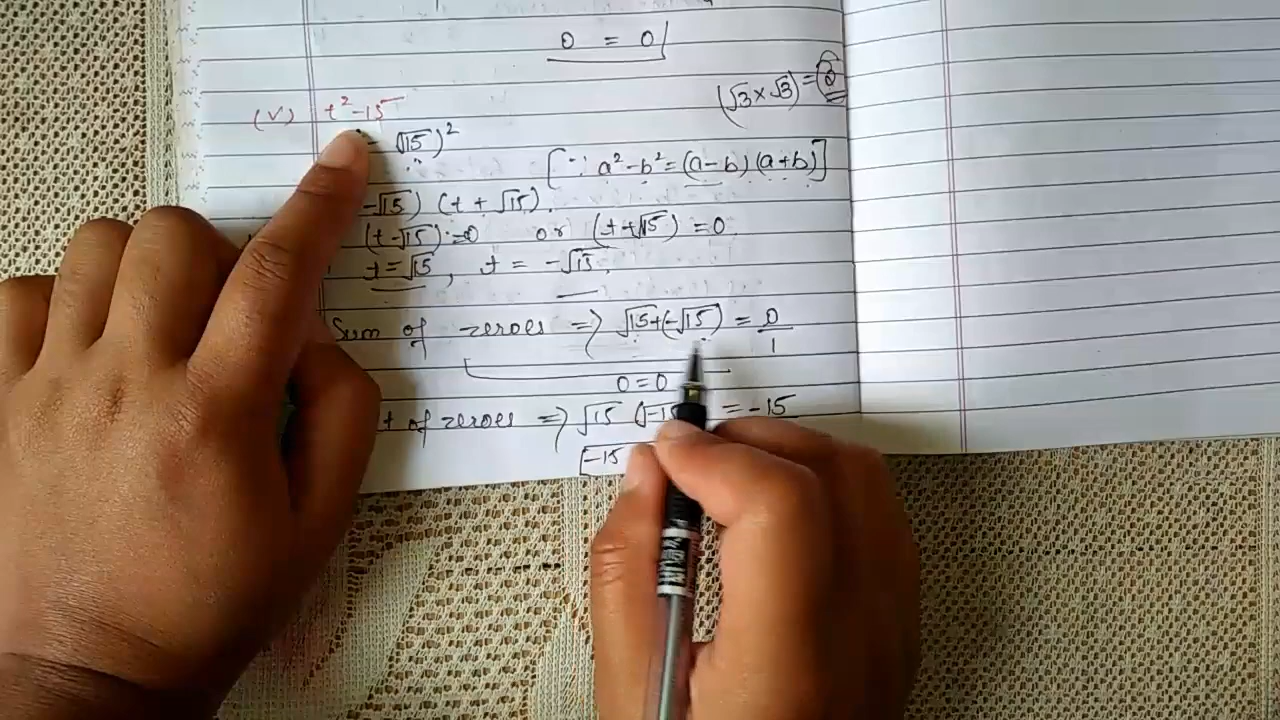 0 = 0
(√3 × √3) =
(v) t² - 15
- (√15)²
[∵ a² - b² = (a - b) (a + b)]
-√15) (t + √15).
(t - √15) = 0 or (t + √15) = 0
t = √15, t = -√15.
Sum of zeroes => √15 + (-√15) = 0/1
0 = 0
t of zeroes => √15 (-15 = -15
[-15